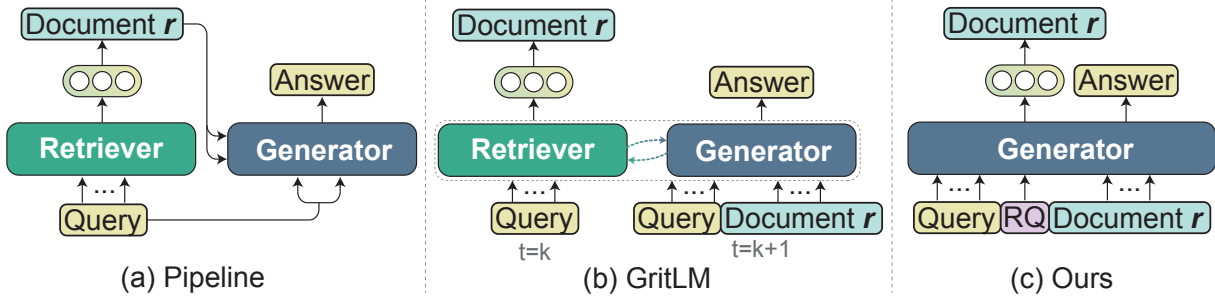 Document r
Answer
Retriever
Generator
...
Query
(a) Pipeline
Document r
Answer
Retriever
Generator
... ...
Query
Query Document r
t=k
t=k+1
(b) GritLM
Document r
Answer
Generator
... ...
Query RQ Document r
(c) Ours